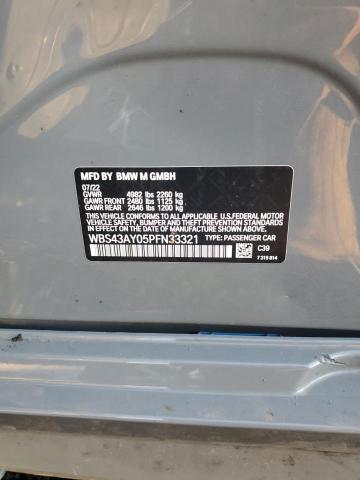 MFD BY BMW M GMBH
07/22
GVWR 4982 lbs 2260 kg
GAWR FRONT 2480 lbs 1125 kg
GAWR REAR 2646 lbs 1200 kg
THIS VEHICLE CONFORMS TO ALL APPLICABLE U.S.FEDERAL MOTOR
VEHICLE SAFETY, BUMPER, AND THEFT PREVENTION STANDARDS
IN EFFECT ON THE DATE OF MANUFACTURE SHOWN ABOVE.
WBS43AY05PFN33321 TYPE: PASSENGER CAR
C39
7 319 814